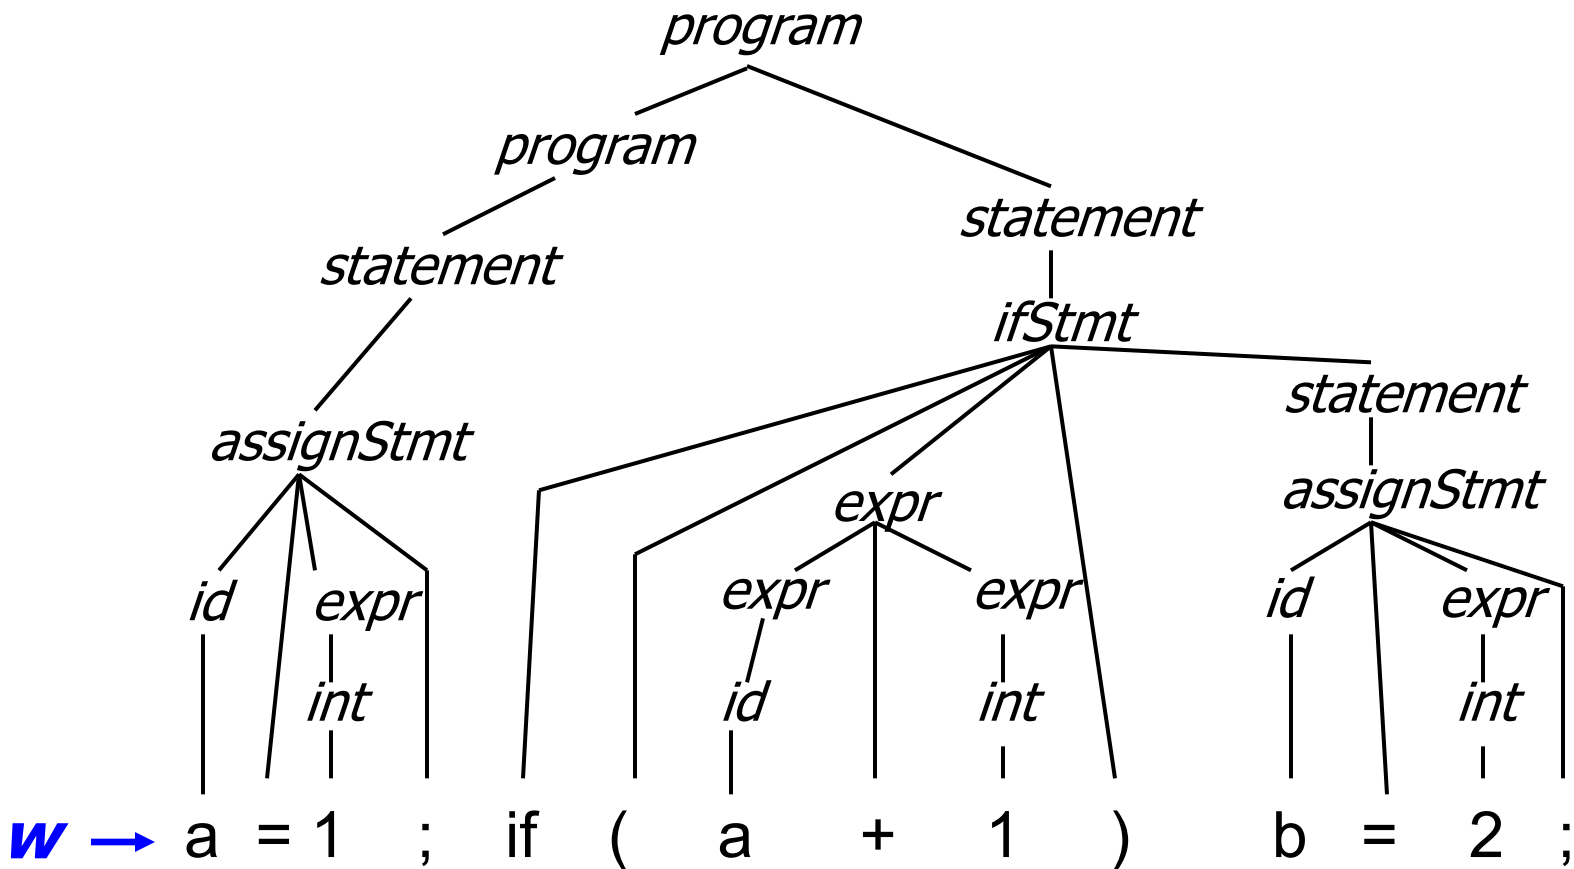 program
program
statement
statement
ifStmt
statement
assignStmt
expr
assignStmt
id expr
expr expr
id expr
int
id int
int
w a = 1 ; if ( a + 1 ) b = 2 ;